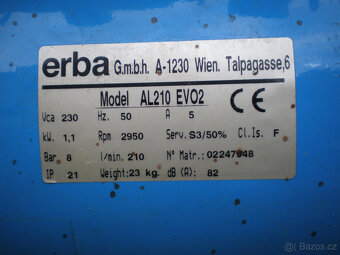 erba G.m.b.h. A-1230 Wien. Talpagasse,6
Model AL210 EVO2 CE
Vca 230 Hz. 50 A 5
kW. 1,1 Rpm 2950 Serv. S3/50% Cl.Is. F
Bar 8 l/min. 210 N° Matr.: 02247948
IP 21 Weight: 23 kg. dB (A): 82
© Bazos.cz